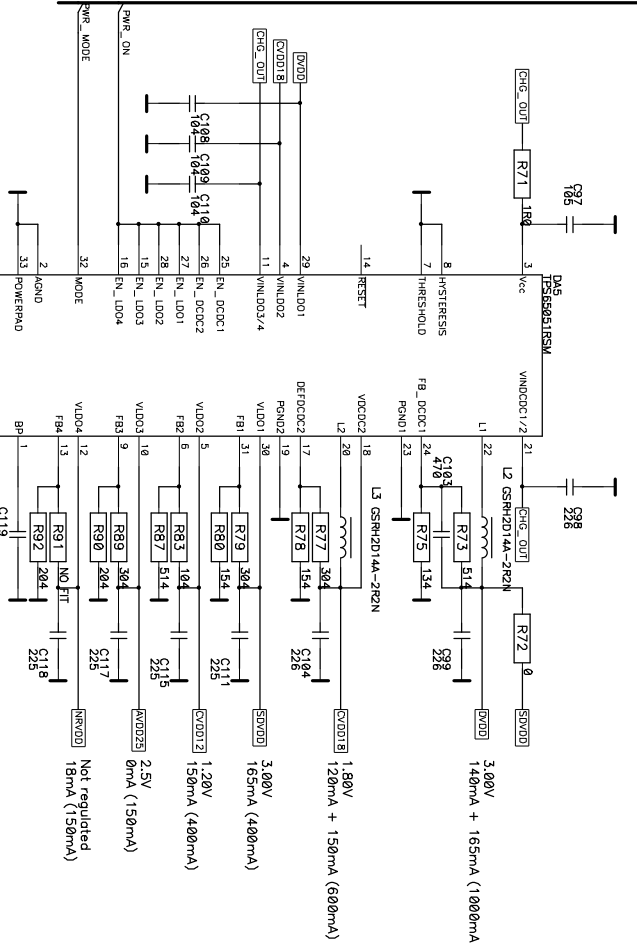 PWR_MODE
PWR_ON
CHG_OUT
CVDD18
DVDD
C108
104
C109
104
C110
104
CHG_OUT
R71
1R0
C97
105
DA5
TPS65051RSM
33
POWERPAD
2
AGND
32
MODE
16
EN_LDO4
15
EN_LDO3
28
EN_LDO2
27
EN_LDO1
26
EN_DCDC2
25
EN_DCDC1
11
VINLDO3/4
4
VINLDO2
29
VINLDO1
14
RESET
7
THRESHOLD
8
HYSTERESIS
3
Vcc
BP
1
FB4
13
VLDO4
12
FB3
9
VLDO3
10
FB2
6
VLDO2
5
FB1
31
VLDO1
30
PGND2
19
DEFDCDC2
17
L2
20
VDCDC2
18
PGND1
23
FB_DCDC1
24
L1
22
VINDCDC1/2
21
C119
R92
204
R91
NO FIT
R90
204
R89
304
R87
514
R83
104
R80
154
R79
304
R78
154
R77
304
L3 GSRH2D14A-2R2N
C103
470
R75
134
R73
514
L2 GSRH2D14A-2R2N
CHG_OUT
C98
226
R72
0
C118
225
C117
225
C115
225
C111
225
C104
226
C99
226
SDVDD
DVDD
3.00V
140mA + 165mA (1000mA
CVDD18
1.80V
120mA + 150mA (600mA)
SDVDD
3.00V
165mA (400mA)
CVDD12
1.20V
150mA (400mA)
AVDD25
2.5V
0mA (150mA)
NRVDD
Not regulated
18mA (150mA)